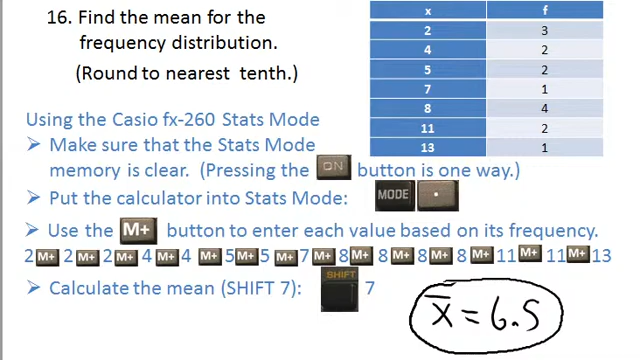 16. Find the mean for the
frequency distribution.
(Round to nearest tenth.)
x f
2 3
4 2
5 2
7 1
8 4
11 2
13 1
Using the Casio fx-260 Stats Mode
➢ Make sure that the Stats Mode
memory is clear. (Pressing the ON button is one way.)
➢ Put the calculator into Stats Mode: MODE •
➢ Use the M+ button to enter each value based on its frequency.
2 M+ 2 M+ 2 M+ 4 M+ 4 M+ 5 M+ 5 M+ 7 M+ 8 M+ 8 M+ 8 M+ 8 M+ 11 M+ 11 M+ 13
➢ Calculate the mean (SHIFT 7): SHIFT 7
x̅ = 6.5